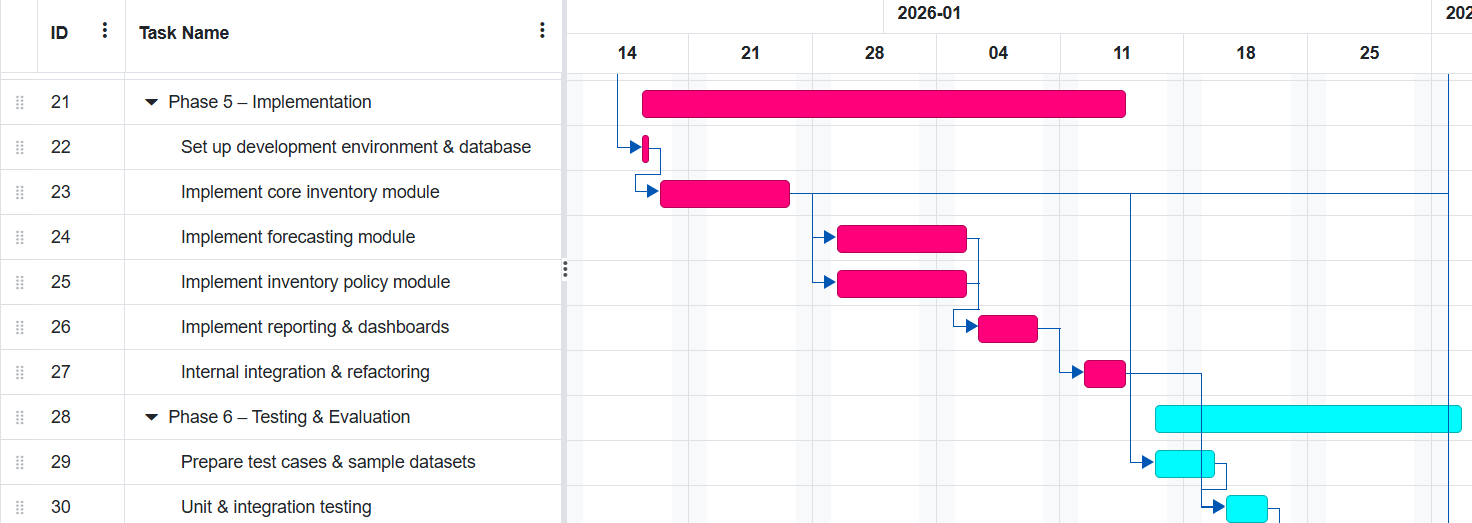 ID Task Name 2026-01 202
14 21 28 04 11 18 25
21 Phase 5 – Implementation
22 Set up development environment & database
23 Implement core inventory module
24 Implement forecasting module
25 Implement inventory policy module
26 Implement reporting & dashboards
27 Internal integration & refactoring
28 Phase 6 – Testing & Evaluation
29 Prepare test cases & sample datasets
30 Unit & integration testing